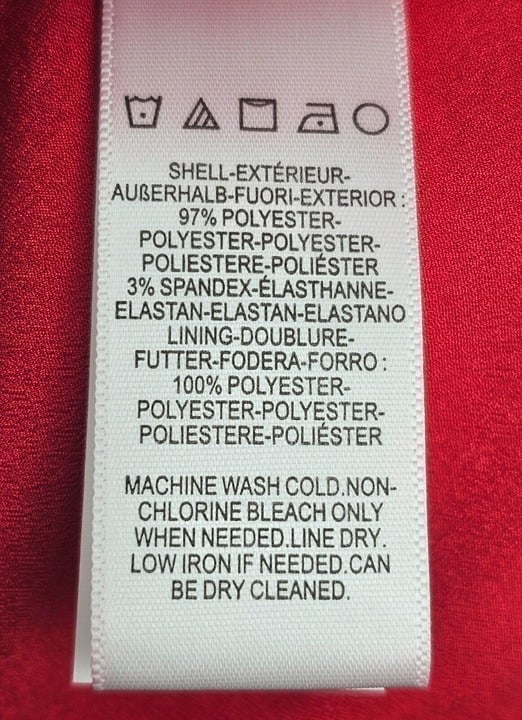 SHELL-EXTÉRIEUR-
AUßERHALB-FUORI-EXTERIOR :
97% POLYESTER-
POLYESTER-POLYESTER-
POLIESTERE-POLIÉSTER
3% SPANDEX-ÉLASTHANNE-
ELASTAN-ELASTAN-ELASTANO
LINING-DOUBLURE-
FUTTER-FODERA-FORRO :
100% POLYESTER-
POLYESTER-POLYESTER-
POLIESTERE-POLIÉSTER
MACHINE WASH COLD.NON-
CHLORINE BLEACH ONLY
WHEN NEEDED.LINE DRY.
LOW IRON IF NEEDED.CAN
BE DRY CLEANED.